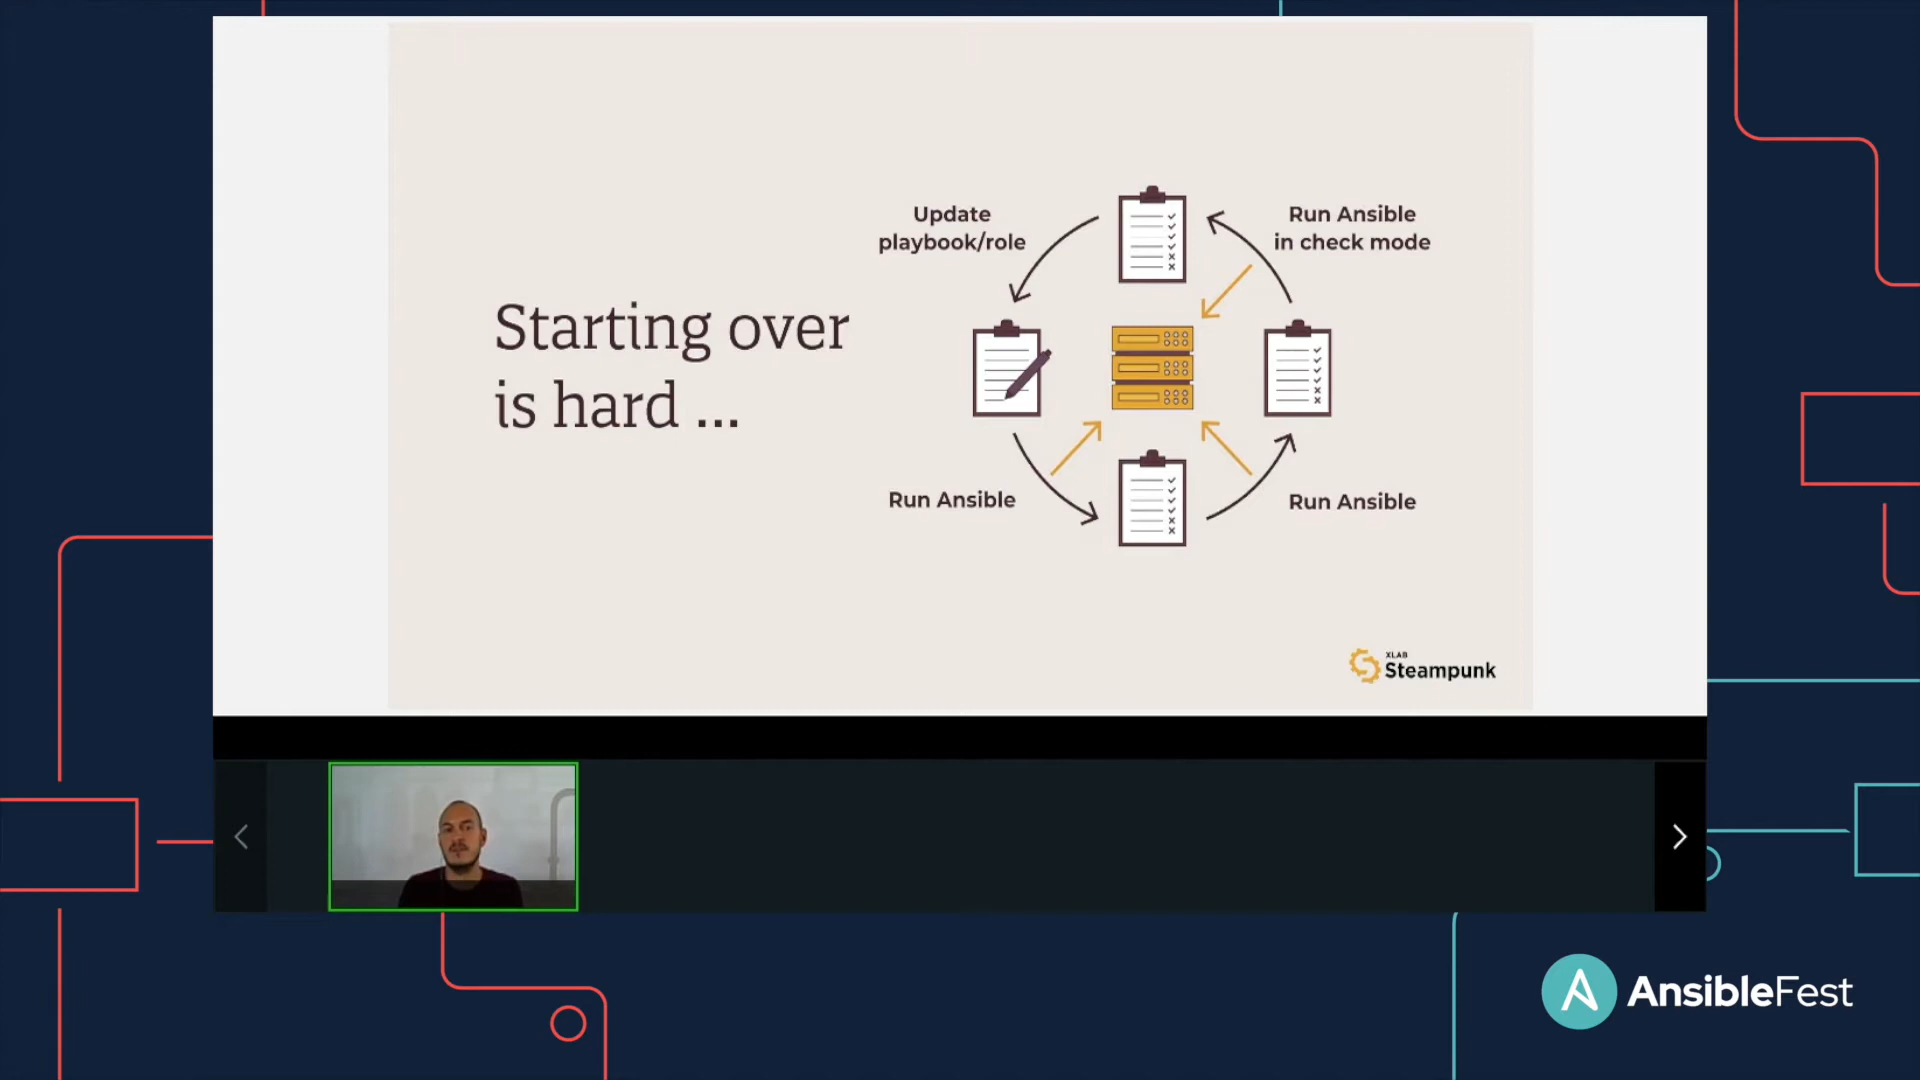 Starting over
is hard ...
Update
playbook/role
Run Ansible
in check mode
Run Ansible
Run Ansible
XLAB
Steampunk
AnsibleFest